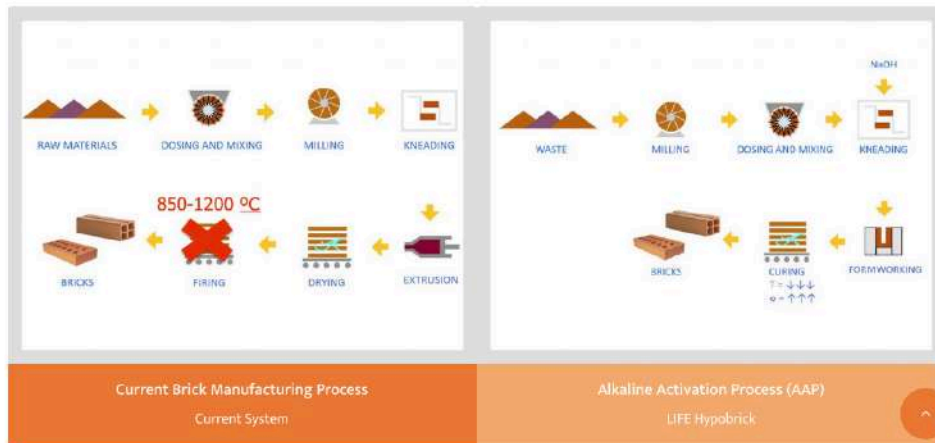 RAW MATERIALS
DOSING AND MIXING
MILLING
KNEADING
850-1200 ºC
BRICKS
FIRING
DRYING
EXTRUSION
Current Brick Manufacturing Process
Current System
NaOH
WASTE
MILLING
DOSING AND MIXING
KNEADING
BRICKS
CURING
FORMWORKING
T = ↓↓↓
Alkaline Activation Process (AAP)
LIFE Hypobrick